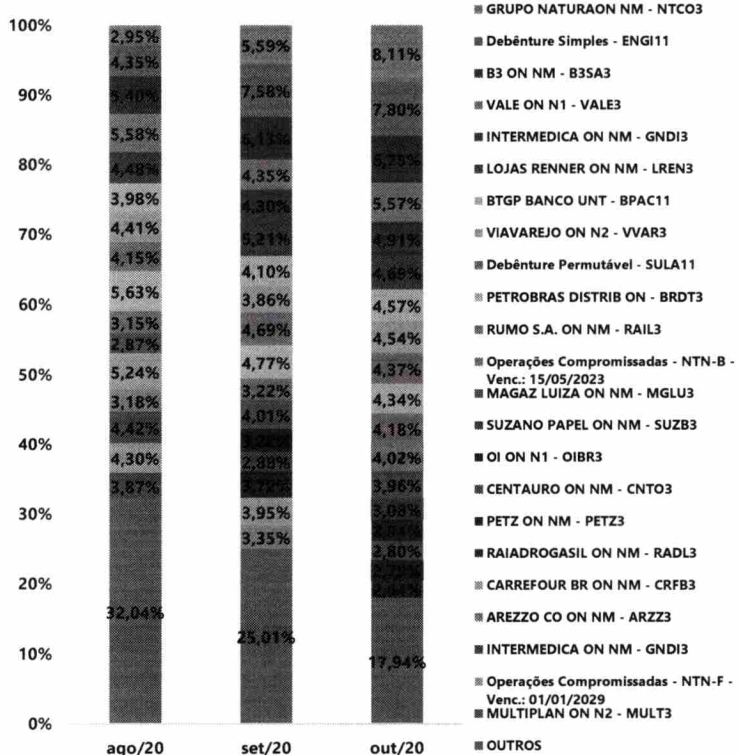 100%
90%
80%
70%
60%
50%
40%
30%
20%
10%
0%
2,95%
4,35%
5,40%
5,58%
4,48%
3,98%
4,41%
4,15%
5,63%
3,15%
2,87%
5,24%
3,18%
4,42%
4,30%
3,87%
32,04%
ago/20
5,59%
7,58%
6,13%
4,35%
4,30%
5,21%
4,10%
3,86%
4,69%
4,77%
3,22%
4,01%
2,88%
3,72%
3,95%
3,35%
25,01%
set/20
8,11%
7,80%
6,75%
5,57%
4,91%
4,69%
4,57%
4,54%
4,37%
4,34%
4,18%
4,02%
3,96%
3,08%
2,80%
17,94%
out/20
GRUPO NATURAON NM - NTCO3
Debênture Simples - ENGI11
B3 ON NM - B3SA3
VALE ON N1 - VALE3
INTERMEDICA ON NM - GNDI3
LOJAS RENNER ON NM - LREN3
BTGP BANCO UNT - BPAC11
VIAVAREJO ON N2 - VVAR3
Debênture Permutável - SULA11
PETROBRAS DISTRIB ON - BRDT3
RUMO S.A. ON NM - RAIL3
Operações Compromissadas - NTN-B -
Venc.: 15/05/2023
MAGAZ LUIZA ON NM - MGLU3
SUZANO PAPEL ON NM - SUZB3
OI ON N1 - OIBR3
CENTAURO ON NM - CNTO3
PETZ ON NM - PETZ3
RAIADROGASIL ON NM - RADL3
CARREFOUR BR ON NM - CRFB3
AREZZO CO ON NM - ARZZ3
INTERMEDICA ON NM - GNDI3
Operações Compromissadas - NTN-F -
Venc.: 01/01/2029
MULTIPLAN ON N2 - MULT3
OUTROS